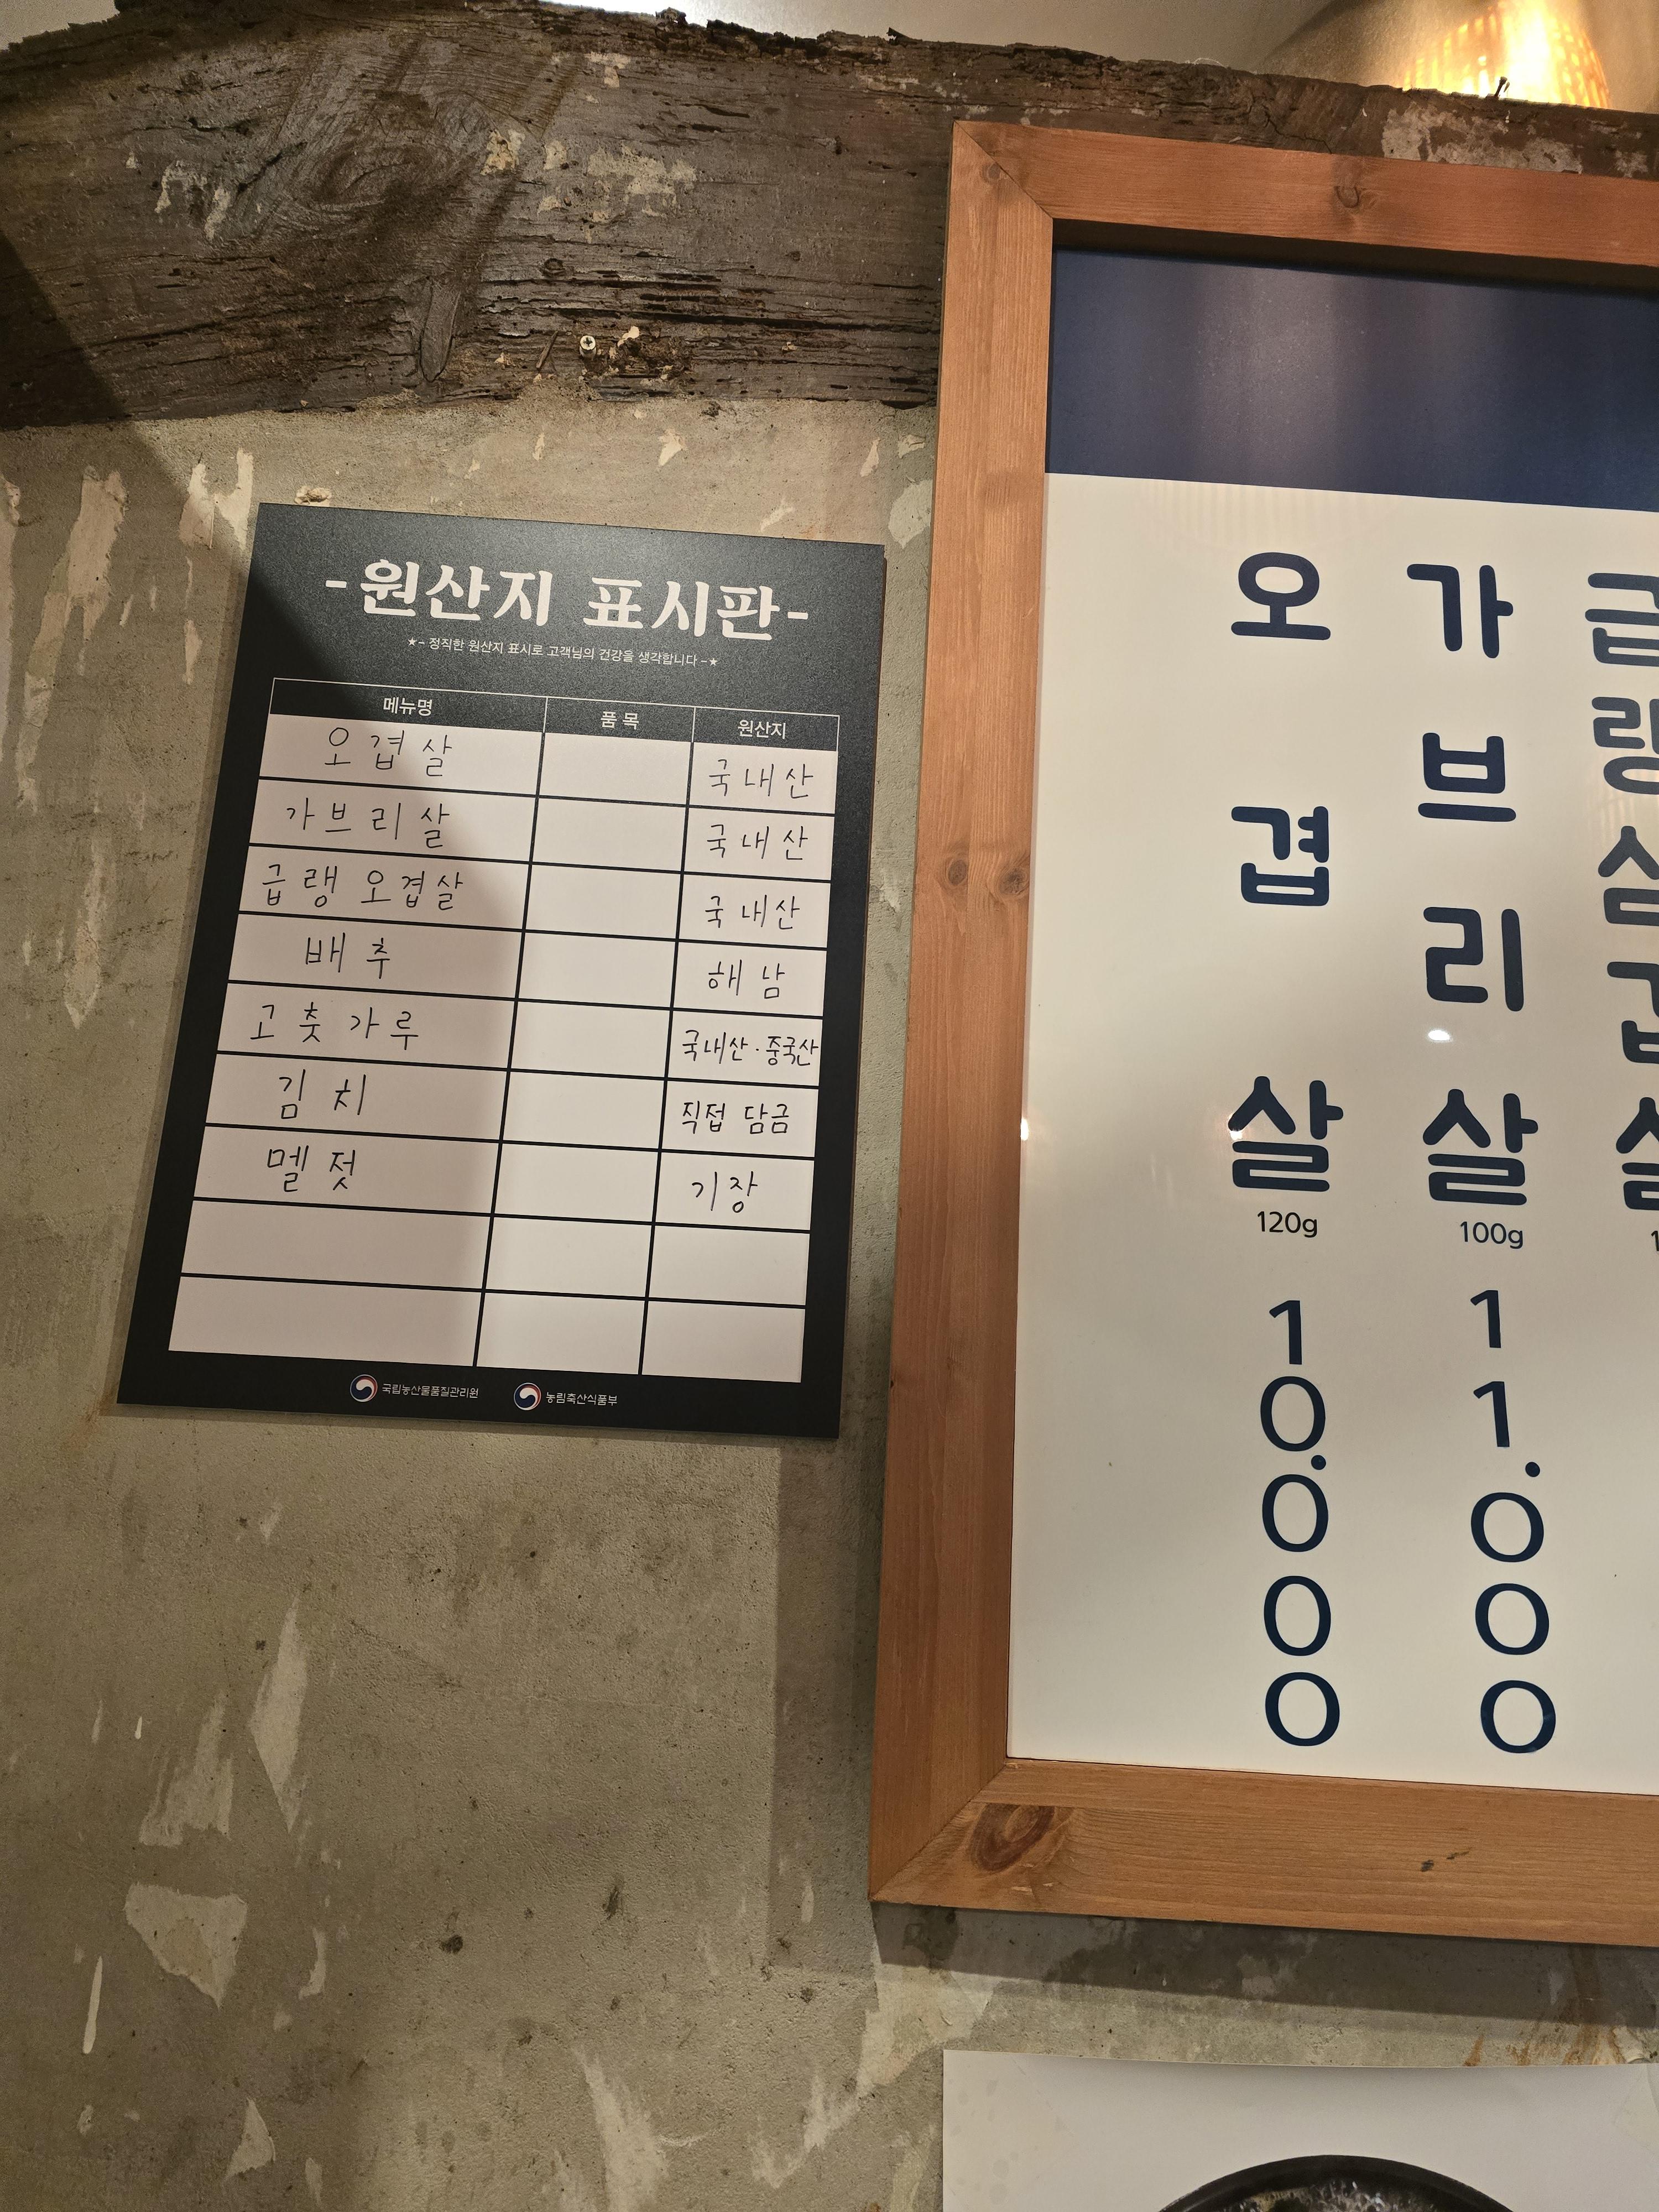 -원산지 표시판-
★- 정직한 원산지 표시로 고객님의 건강을 생각합니다 -★
메뉴명 품목 원산지
오겹살 국내산
가브리살 국내산
급랭 오겹살 국내산
배추 해남
고춧가루 국내산·중국산
김치 직접 담금
멜젓 기장
국립농산물품질관리원 농림축산식품부
오겹살
120g
10.000
가브리살
100g
11.000
급랭삼겹살